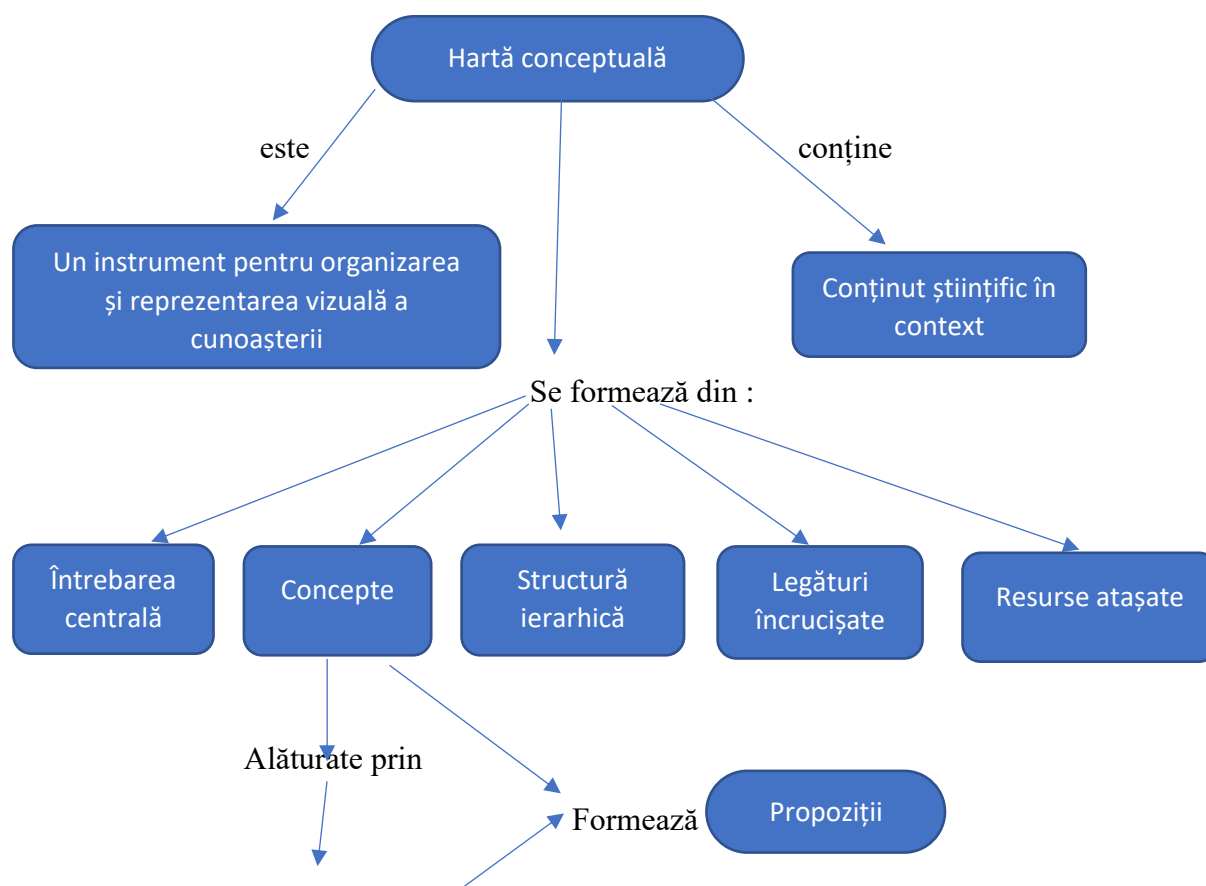 Hartă conceptuală
este
conține
Un instrument pentru organizarea
și reprezentarea vizuală a
cunoașterii
Conținut științific în
context
Se formează din :
Întrebarea
centrală
Concepte
Structură
ierarhică
Legături
încrucișate
Resurse atașate
Alăturate prin
Formează
Propoziții